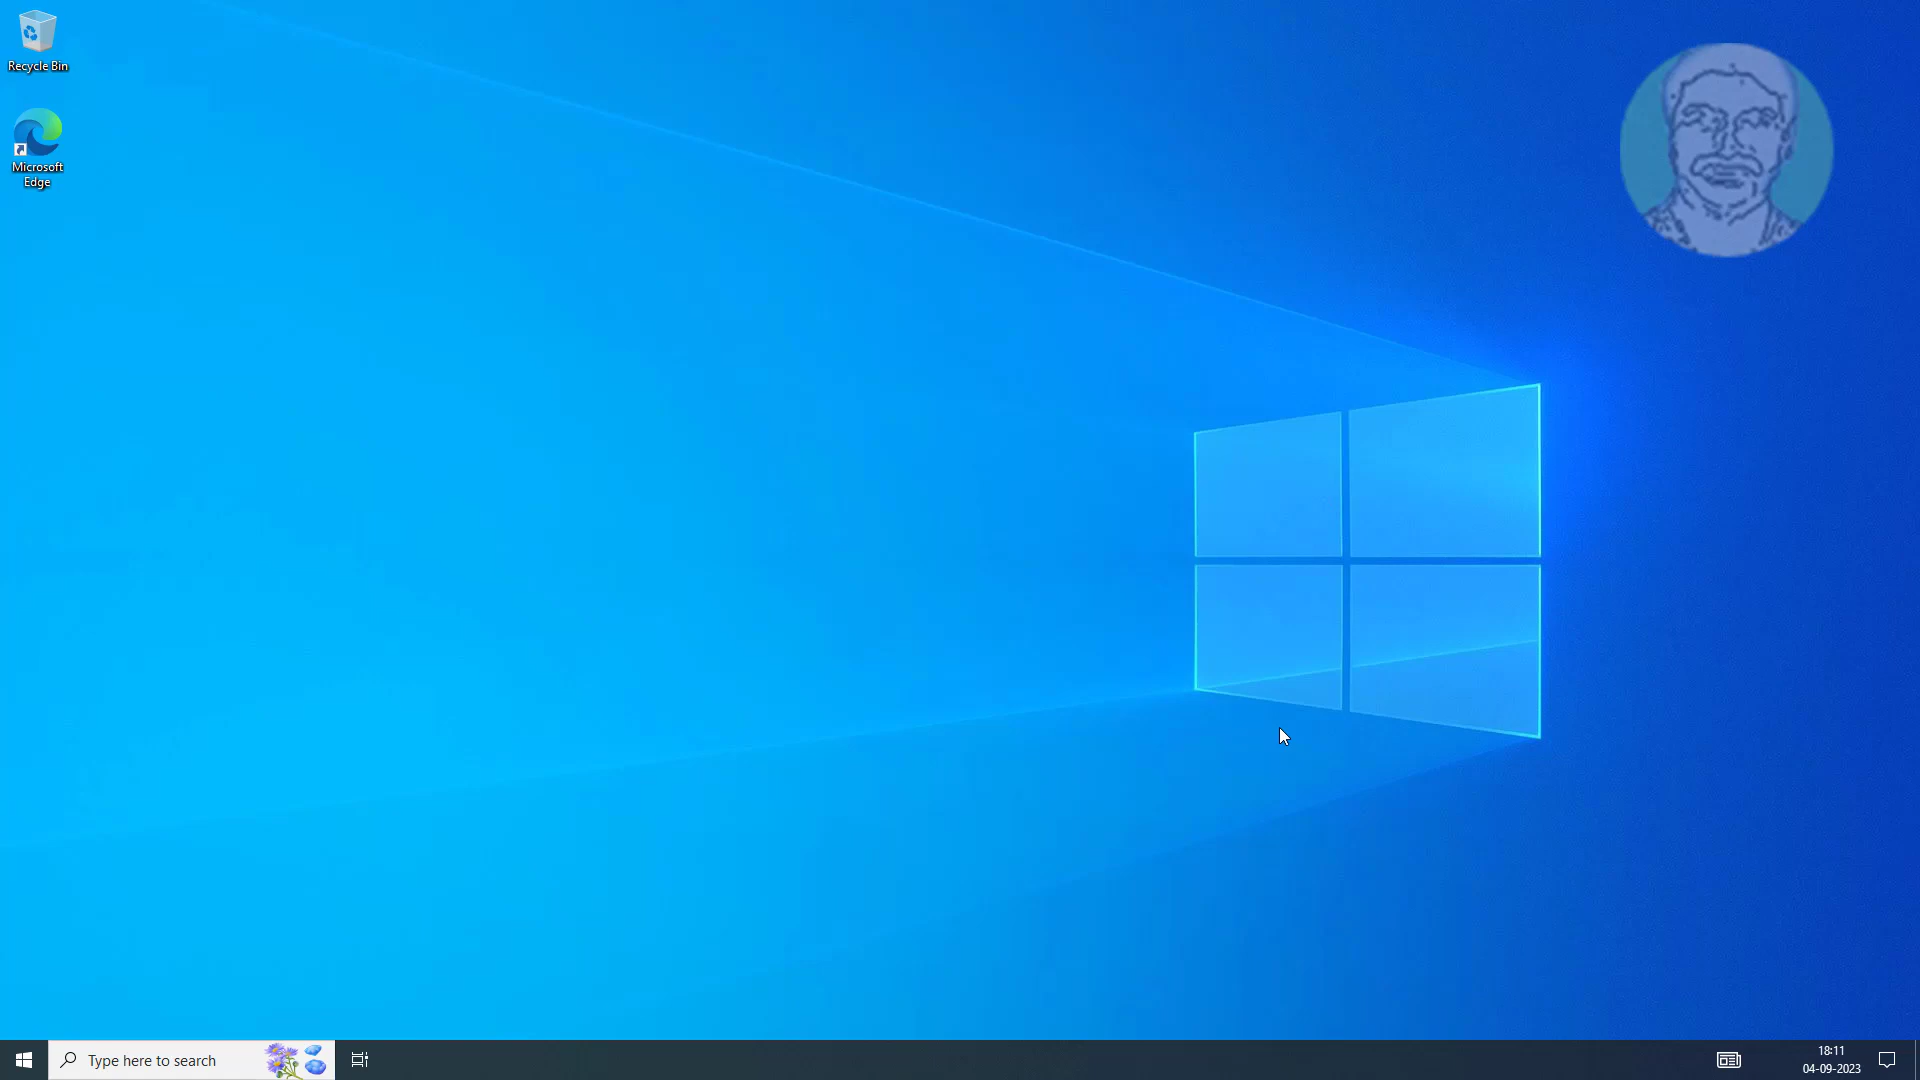 Recycle Bin
Microsoft
Edge
Type here to search
18:11
04-09-2023